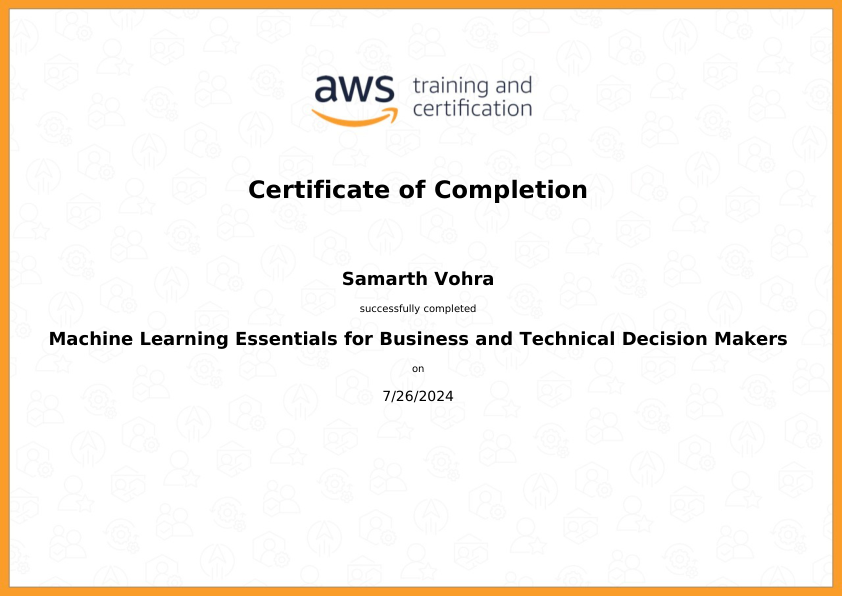 aws training and
certification
Certificate of Completion
Samarth Vohra
successfully completed
Machine Learning Essentials for Business and Technical Decision Makers
on
7/26/2024